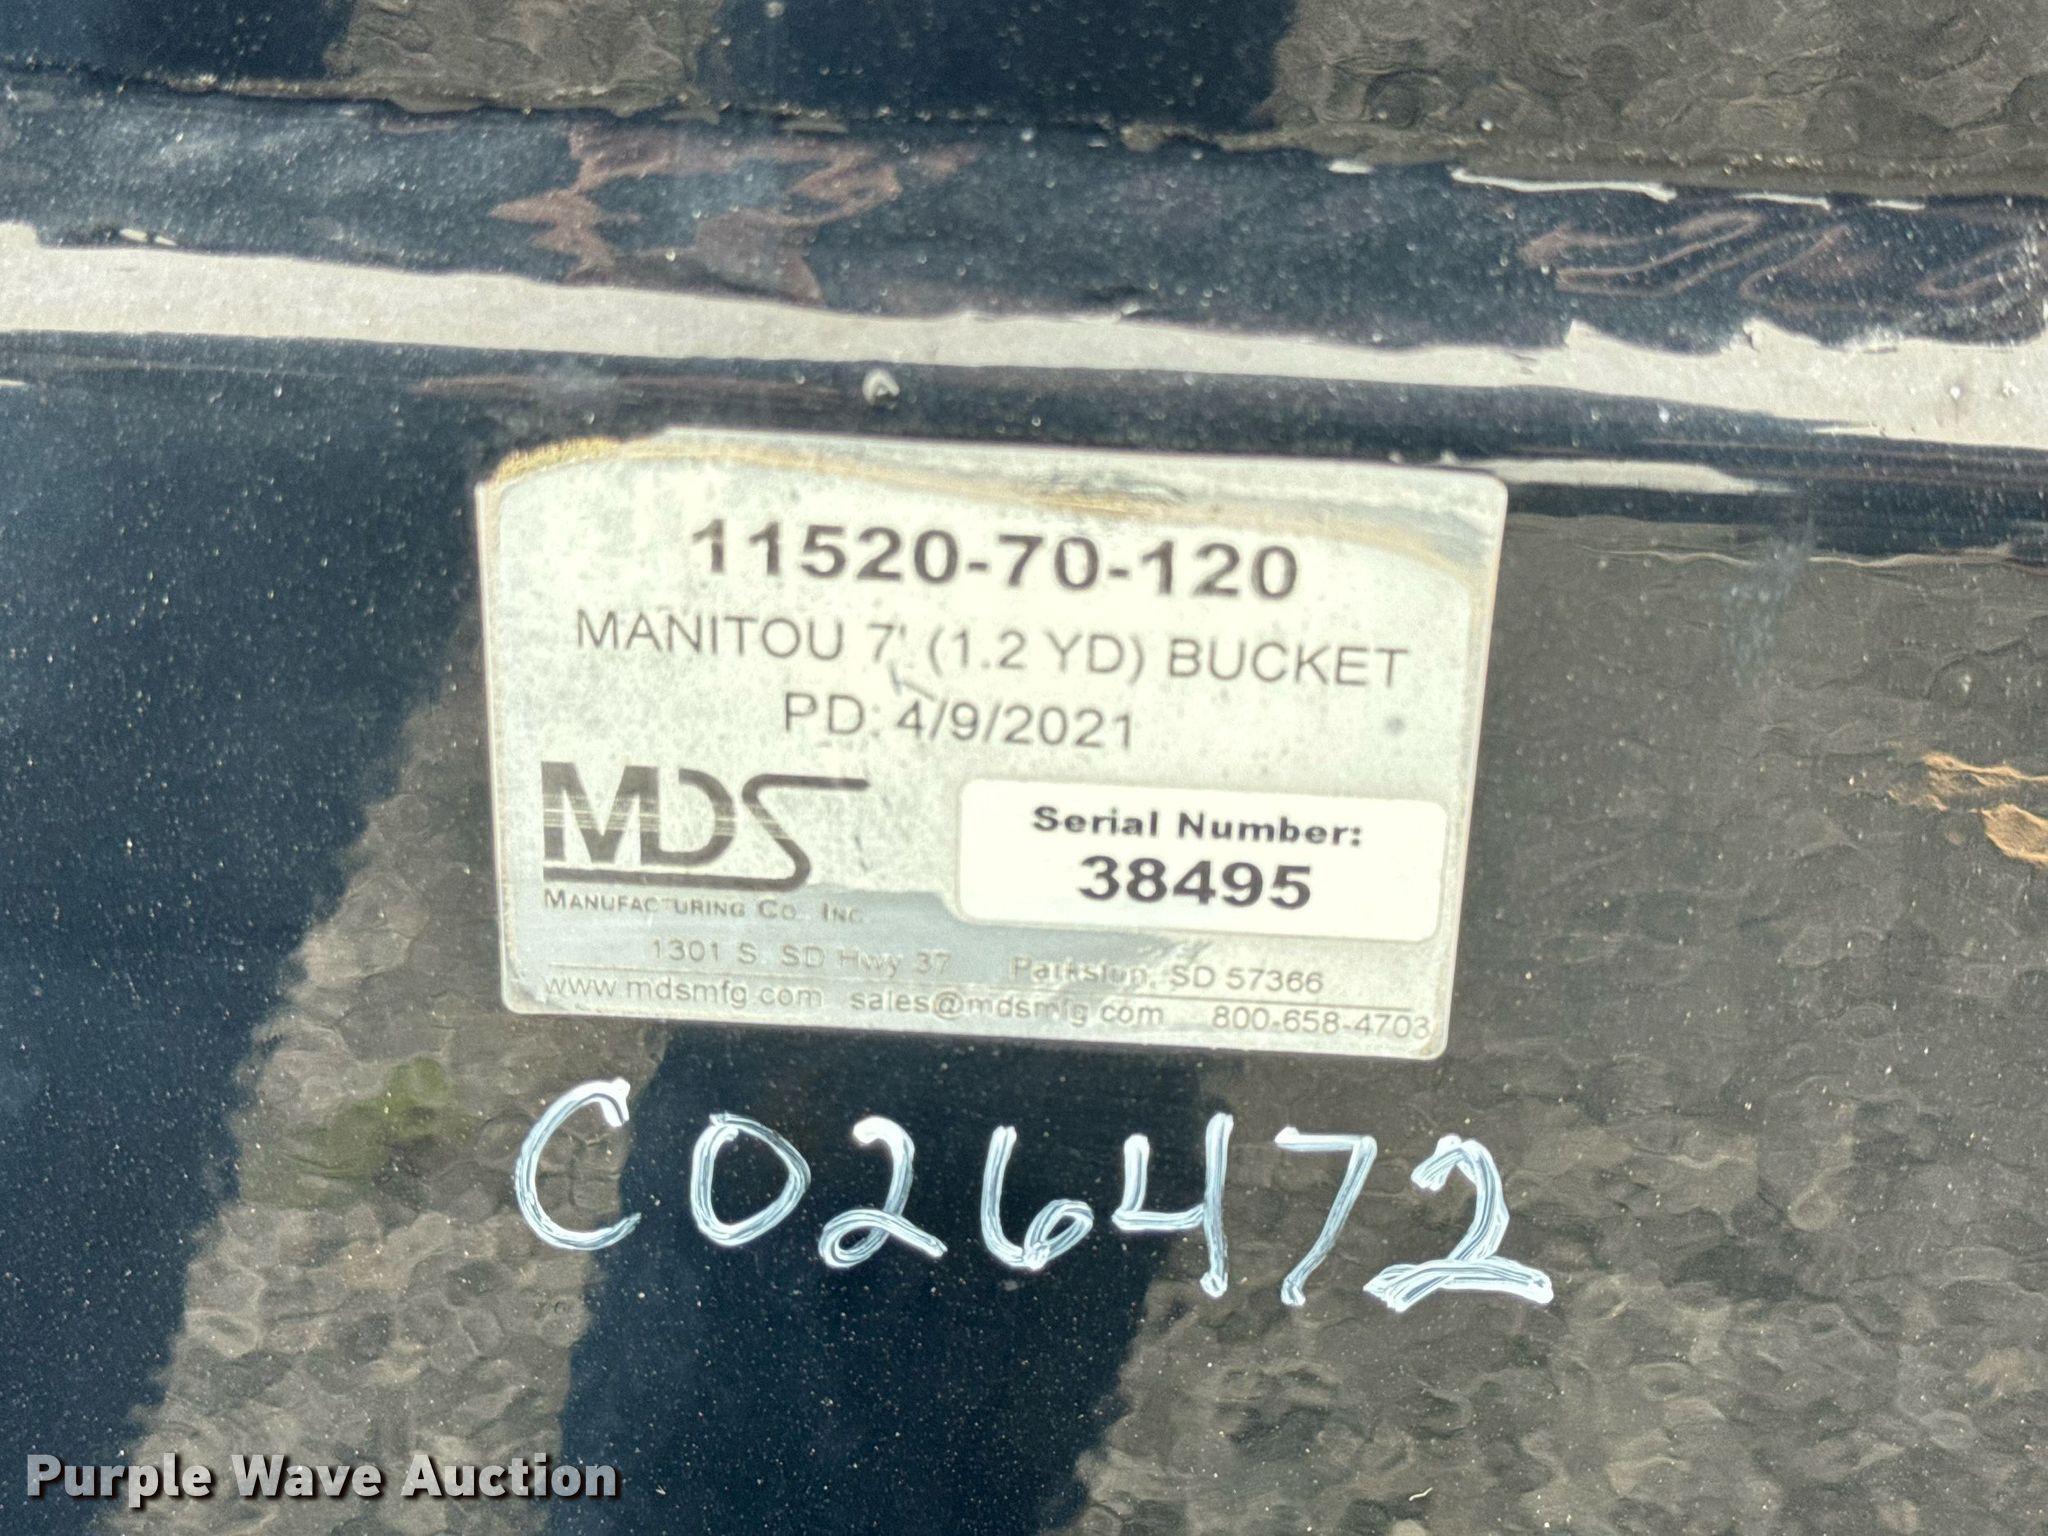 11520-70-120
MANITOU 7' (1.2 YD) BUCKET
PD: 4/9/2021
MDS
MANUFACTURING CO. INC.
Serial Number:
38495
1301 S. SD Hwy 37 Parkston, SD 57366
www.mdsmfg.com sales@mdsmfg.com 800-658-4703
C026472
Purple Wave Auction